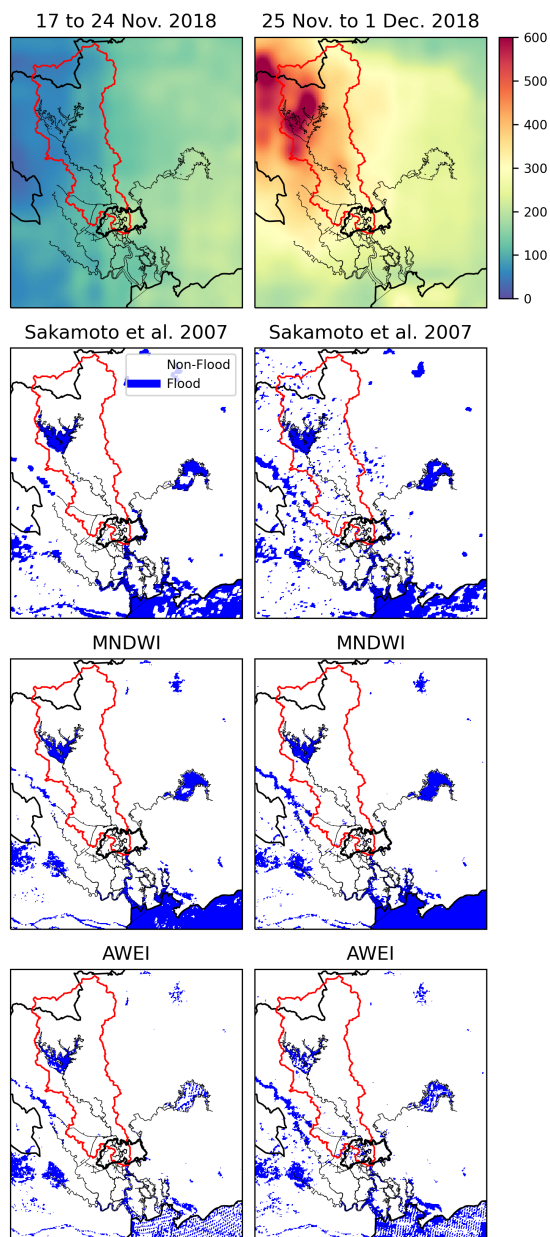 17 to 24 Nov. 2018
25 Nov. to 1 Dec. 2018
600
500
400
300
200
100
0
Sakamoto et al. 2007
Sakamoto et al. 2007
Non-Flood
Flood
MNDWI
MNDWI
AWEI
AWEI